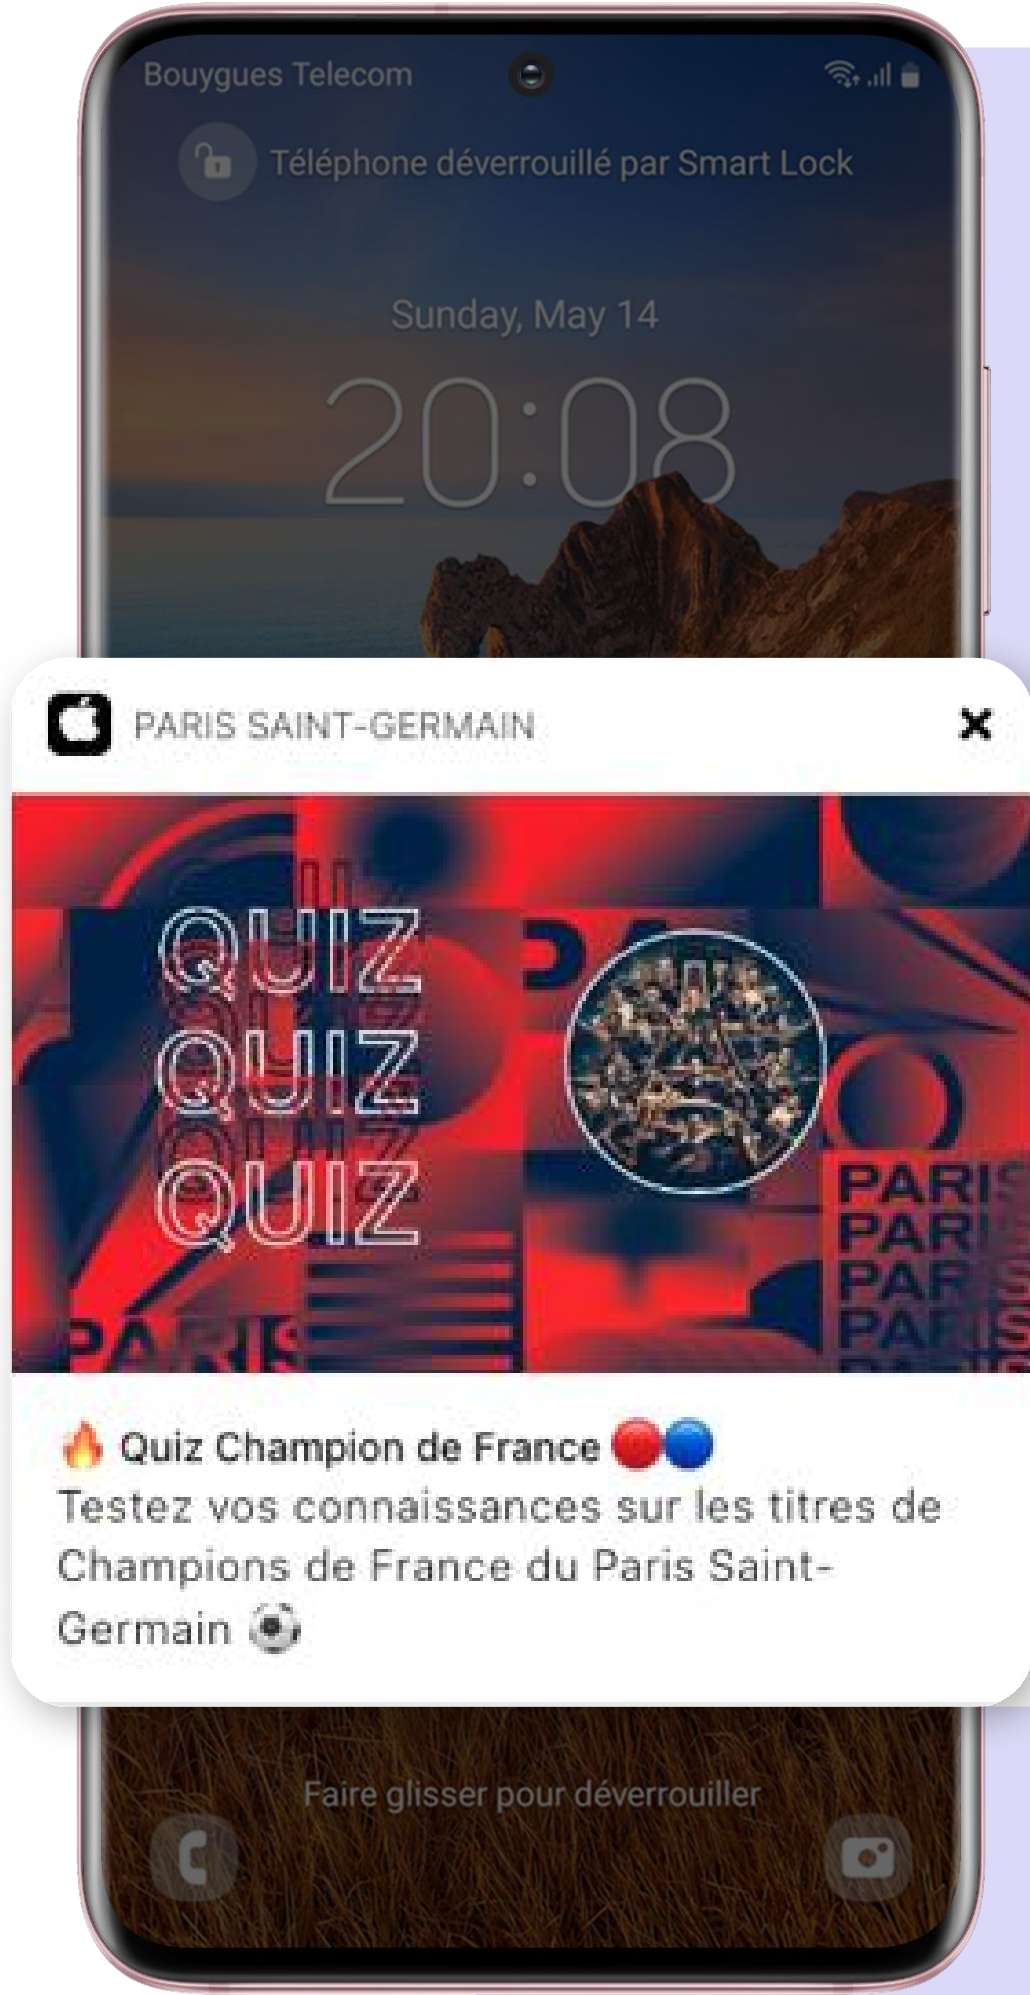 Bouygues Telecom
Téléphone déverrouillé par Smart Lock
Sunday, May 14
20:08
PARIS SAINT-GERMAIN
QUIZ
QUIZ
QUIZ
PA
PARIS
PARIS
PARIS
PARIS
PARIS
🔥 Quiz Champion de France 🔴🔵
Testez vos connaissances sur les titres de
Champions de France du Paris Saint-
Germain ⚽
Faire glisser pour déverrouiller